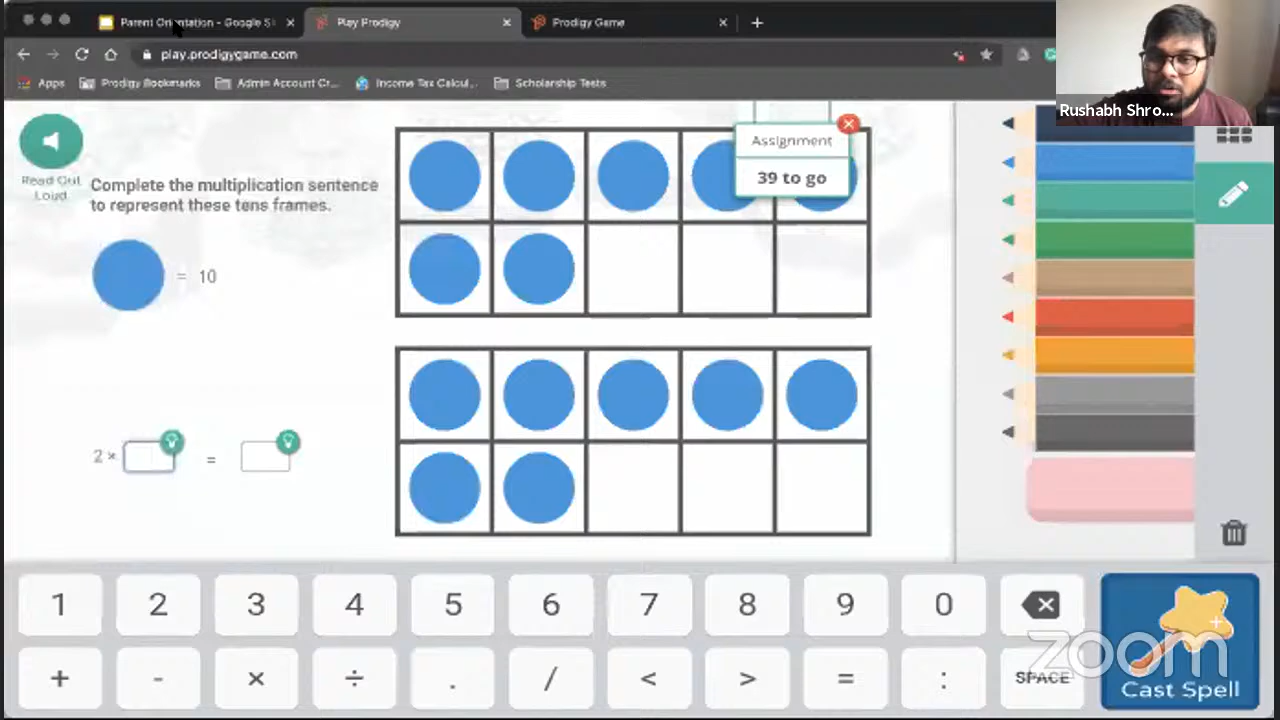 Parent Orientation - Google Sl
Play Prodigy
Prodigy Game
play.prodigygame.com
Apps
Prodigy Bookmarks
Admin Account Cr...
Income Tax Calcul...
Scholarship Tests
Rushabh Shro...
Read Out
Loud
Complete the multiplication sentence
to represent these tens frames.
= 10
Assignment
39 to go
2 ×
=
1 2 3 4 5 6 7 8 9 0
+ - × ÷ . / < > = : SPACE
Cast Spell
zoom